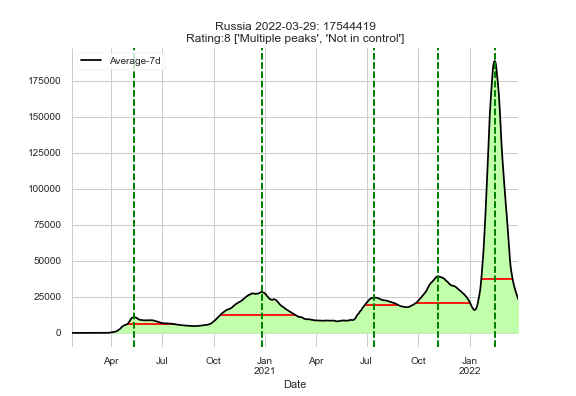 Russia 2022-03-29: 17544419
Rating:8 ['Multiple peaks', 'Not in control']
Average-7d
175000
150000
125000
100000
75000
50000
25000
0
Apr Jul Oct Jan Apr Jul Oct Jan
2021 2022
Date